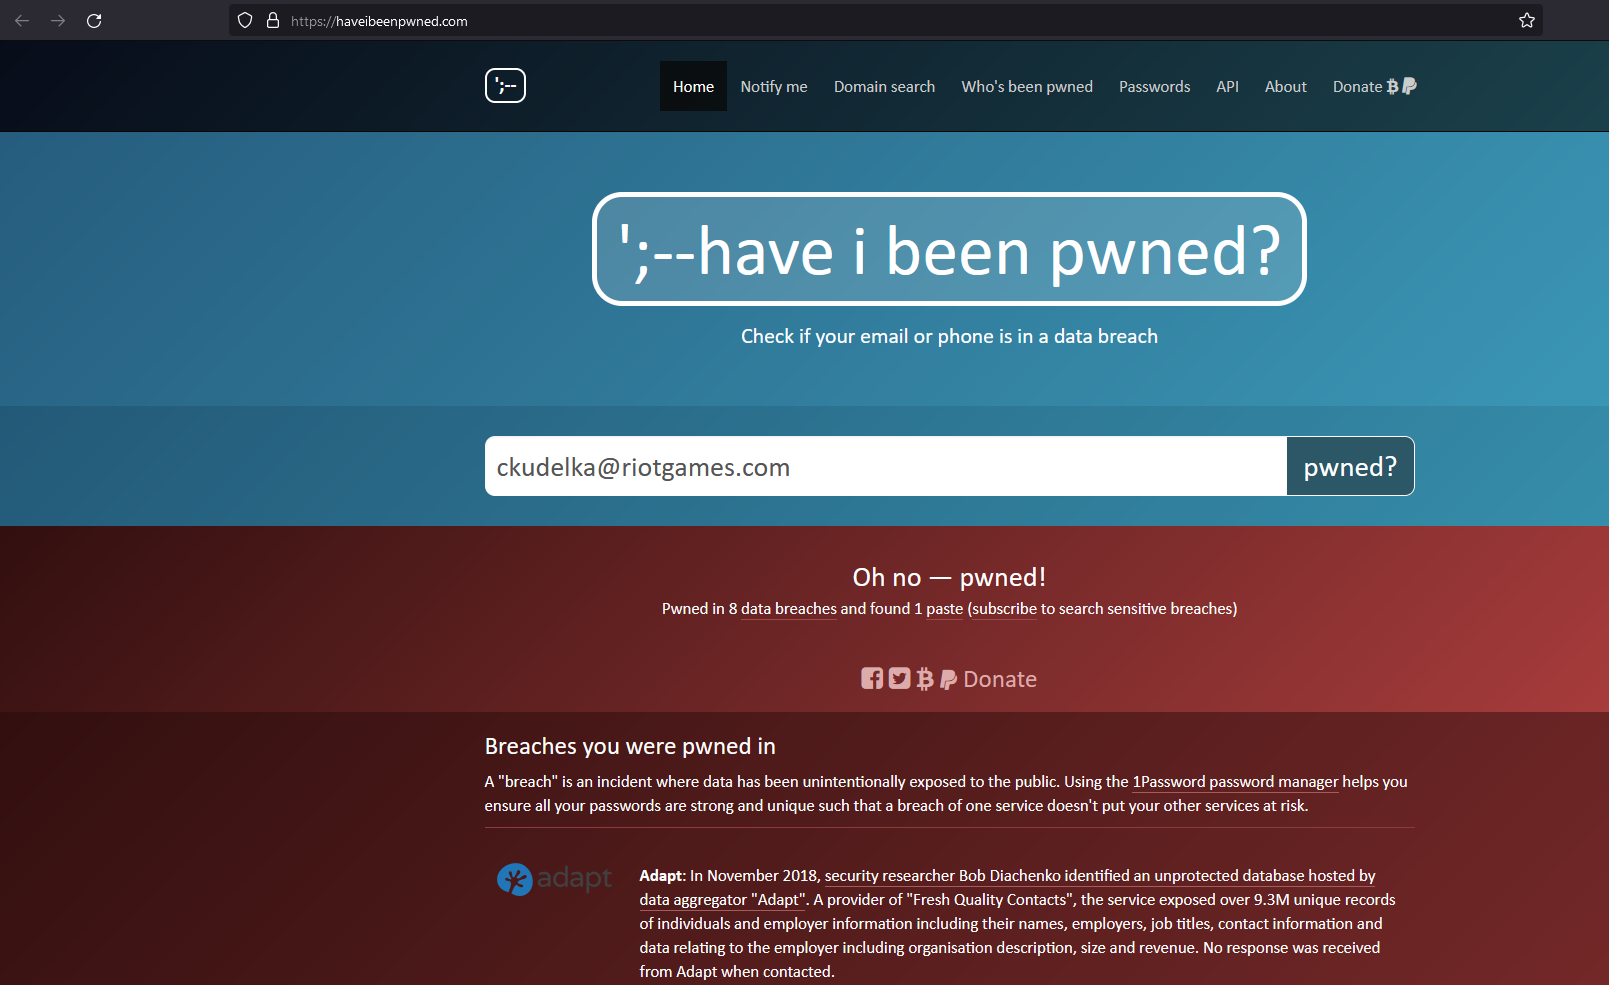 https://haveibeenpwned.com
';--
Home Notify me Domain search Who's been pwned Passwords API About Donate
';--have i been pwned?
Check if your email or phone is in a data breach
ckudelka@riotgames.com pwned?
Oh no — pwned!
Pwned in 8 data breaches and found 1 paste (subscribe to search sensitive breaches)
Donate
Breaches you were pwned in
A "breach" is an incident where data has been unintentionally exposed to the public. Using the 1Password password manager helps you
ensure all your passwords are strong and unique such that a breach of one service doesn't put your other services at risk.
adapt
Adapt: In November 2018, security researcher Bob Diachenko identified an unprotected database hosted by
data aggregator "Adapt". A provider of "Fresh Quality Contacts", the service exposed over 9.3M unique records
of individuals and employer information including their names, employers, job titles, contact information and
data relating to the employer including organisation description, size and revenue. No response was received
from Adapt when contacted.